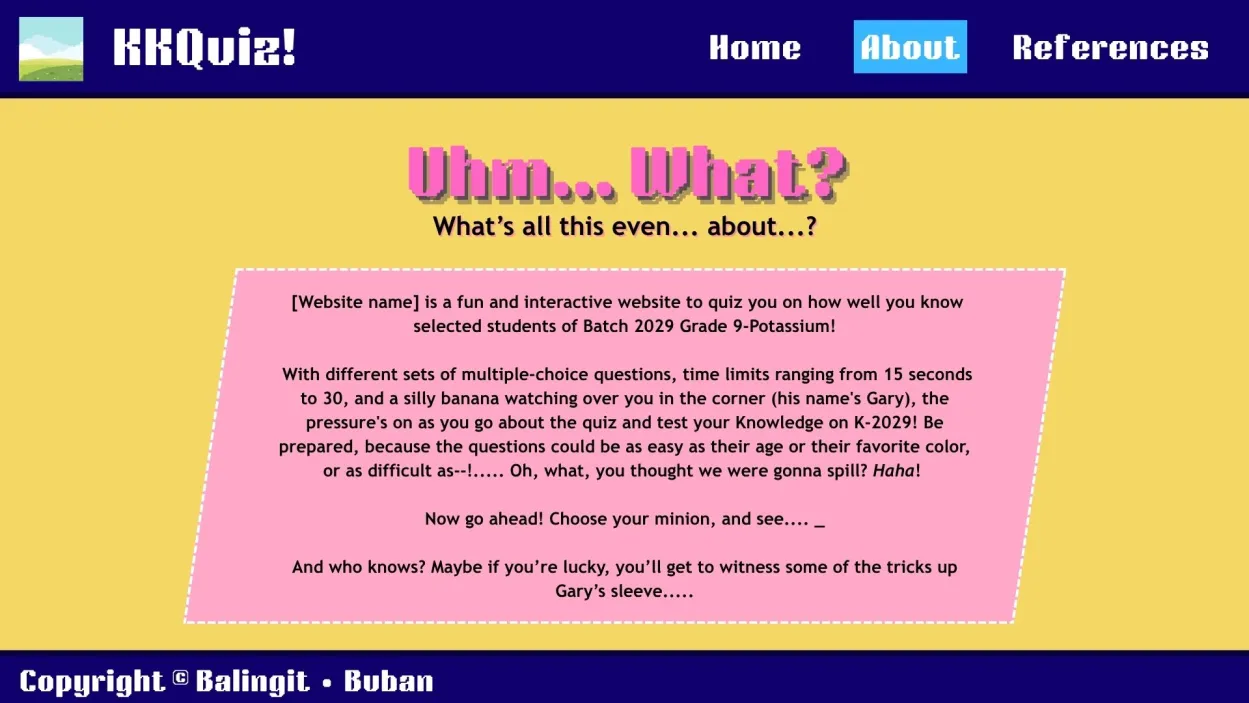 KKQuiz!
Home
About
References
Uhm... What?
What's all this even... about...?
[Website name] is a fun and interactive website to quiz you on how well you know
selected students of Batch 2029 Grade 9-Potassium!
With different sets of multiple-choice questions, time limits ranging from 15 seconds
to 30, and a silly banana watching over you in the corner (his name's Gary), the
pressure's on as you go about the quiz and test your Knowledge on K-2029! Be
prepared, because the questions could be as easy as their age or their favorite color,
or as difficult as--!..... Oh, what, you thought we were gonna spill? Haha!
Now go ahead! Choose your minion, and see.... _
And who knows? Maybe if you’re lucky, you’ll get to witness some of the tricks up
Gary’s sleeve.....
Copyright © Balingit • Buban